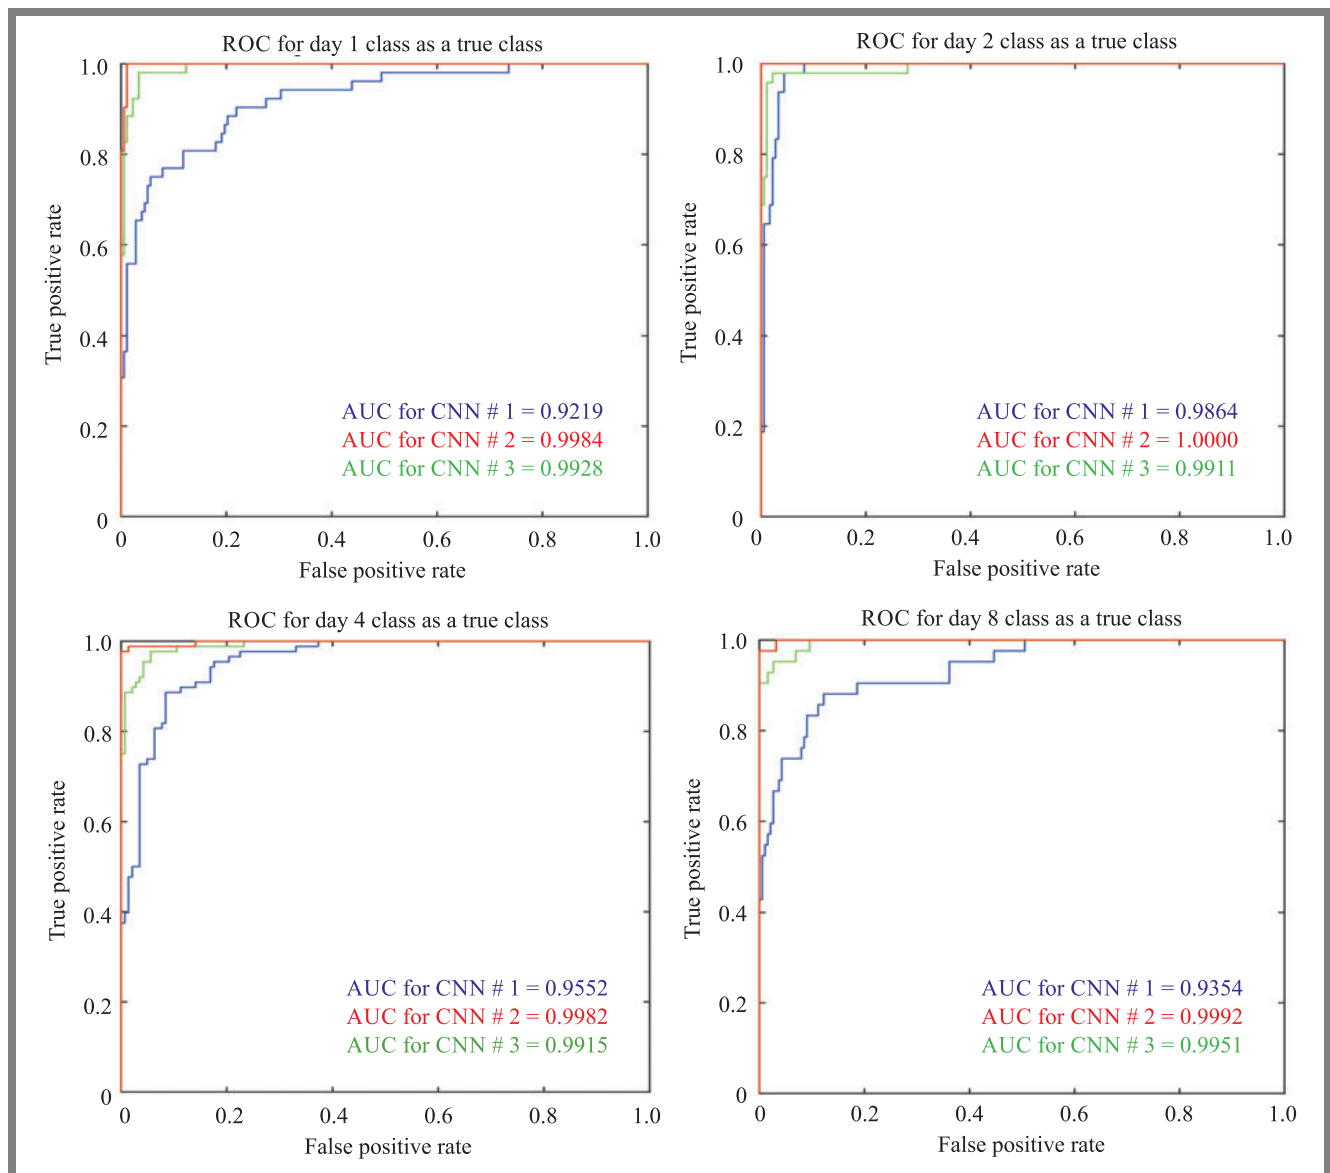 ROC for day 1 class as a true class
True positive rate
1.0
0.8
0.6
0.4
0.2
0
AUC for CNN # 1 = 0.9219
AUC for CNN # 2 = 0.9984
AUC for CNN # 3 = 0.9928
0 0.2 0.4 0.6 0.8 1.0
False positive rate
ROC for day 2 class as a true class
True positive rate
1.0
0.8
0.6
0.4
0.2
0
AUC for CNN # 1 = 0.9864
AUC for CNN # 2 = 1.0000
AUC for CNN # 3 = 0.9911
0 0.2 0.4 0.6 0.8 1.0
False positive rate
ROC for day 4 class as a true class
True positive rate
1.0
0.8
0.6
0.4
0.2
0
AUC for CNN # 1 = 0.9552
AUC for CNN # 2 = 0.9982
AUC for CNN # 3 = 0.9915
0 0.2 0.4 0.6 0.8 1.0
False positive rate
ROC for day 8 class as a true class
True positive rate
1.0
0.8
0.6
0.4
0.2
0
AUC for CNN # 1 = 0.9354
AUC for CNN # 2 = 0.9992
AUC for CNN # 3 = 0.9951
0 0.2 0.4 0.6 0.8 1.0
False positive rate